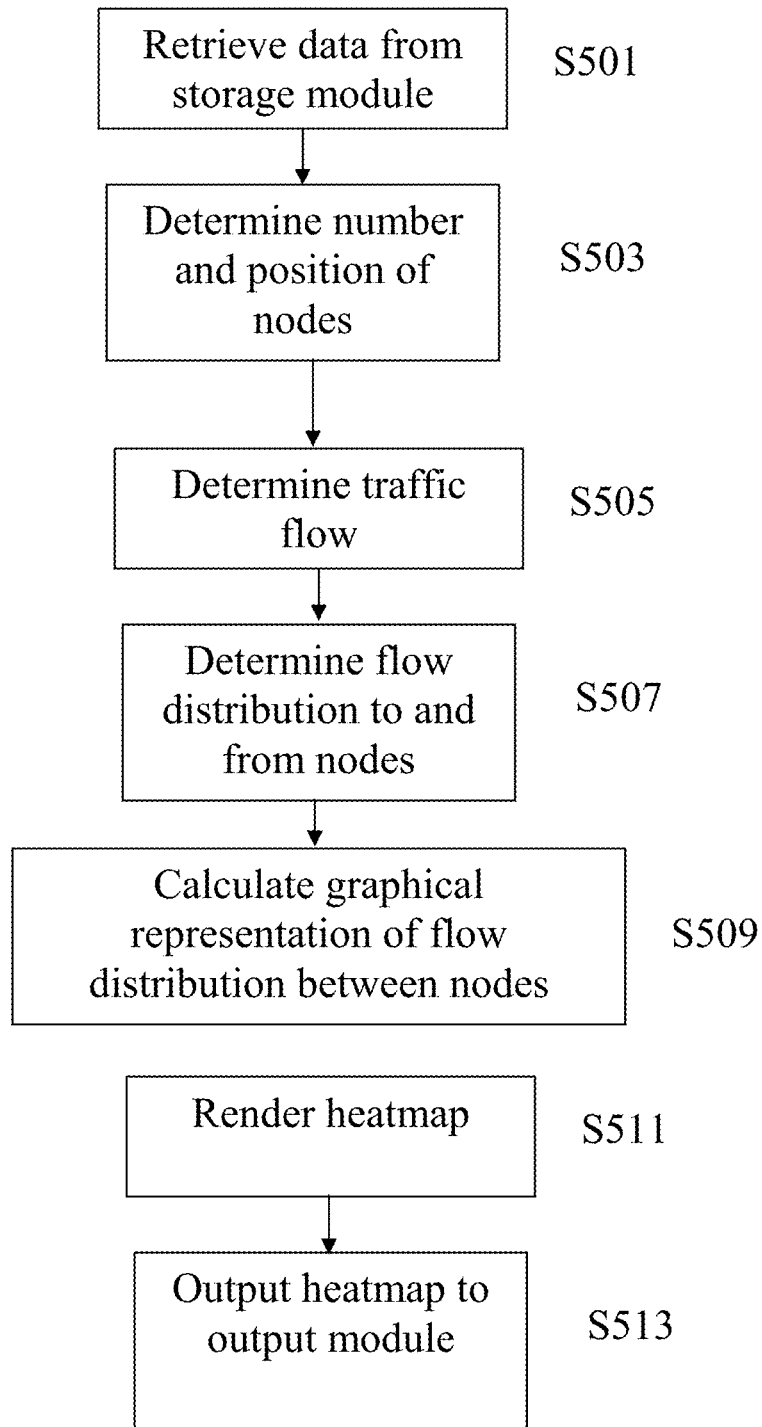 Retrieve data from
storage module
S501
Determine number
and position of
nodes
S503
Determine traffic
flow
S505
Determine flow
distribution to and
from nodes
S507
Calculate graphical
representation of flow
distribution between nodes
S509
Render heatmap
S511
Output heatmap to
output module
S513